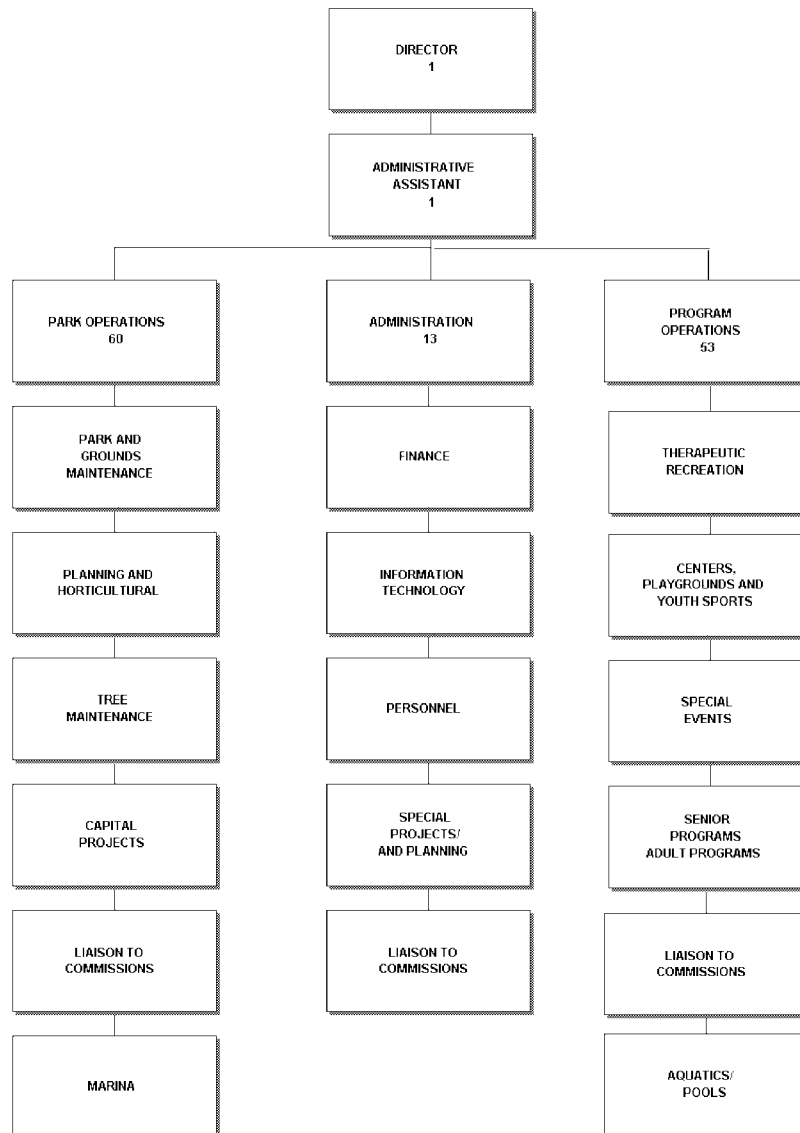 DIRECTOR
1
ADMINISTRATIVE
ASSISTANT
1
PARK OPERATIONS
60
PARK AND
GROUNDS
MAINTENANCE
PLANNING AND
HORTICULTURAL
TREE
MAINTENANCE
CAPITAL
PROJECTS
LIAISON TO
COMMISSIONS
MARINA
ADMINISTRATION
13
FINANCE
INFORMATION
TECHNOLOGY
PERSONNEL
SPECIAL
PROJECTS/
AND PLANNING
LIAISON TO
COMMISSIONS
PROGRAM
OPERATIONS
53
THERAPEUTIC
RECREATION
CENTERS,
PLAYGROUNDS AND
YOUTH SPORTS
SPECIAL
EVENTS
SENIOR
PROGRAMS
ADULT PROGRAMS
LIAISON TO
COMMISSIONS
AQUATICS/
POOLS